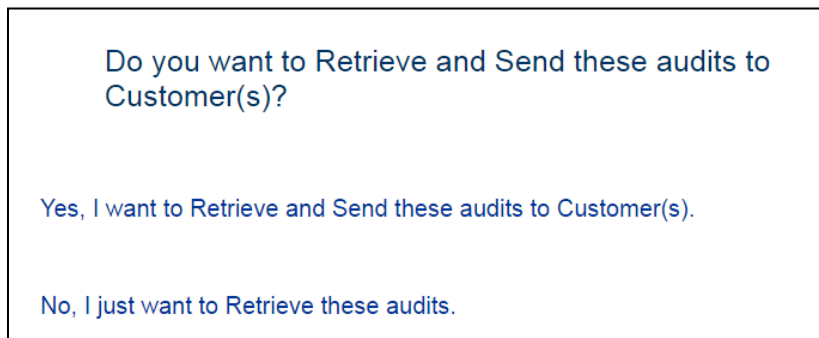 Do you want to Retrieve and Send these audits to
Customer(s)?
Yes, I want to Retrieve and Send these audits to Customer(s).
No, I just want to Retrieve these audits.